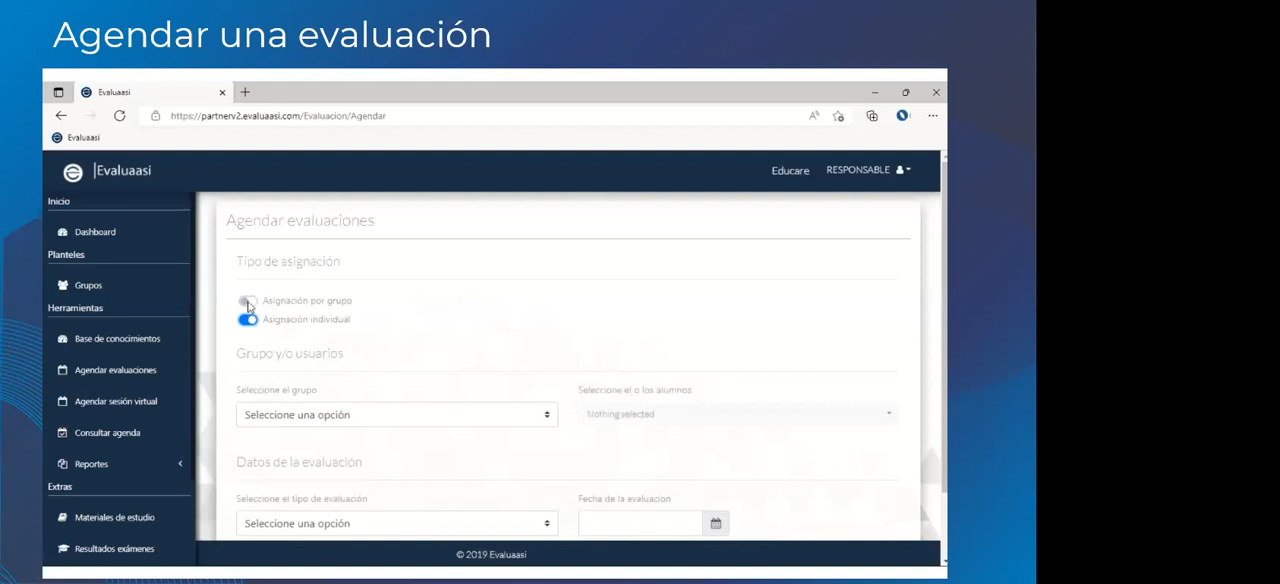 Agendar una evaluación
Evaluaasi
https://partnerv2.evaluaasi.com/Evaluacion/Agendar
Evaluaasi
|Evaluaasi
Educare
RESPONSABLE
Inicio
Dashboard
Planteles
Grupos
Herramientas
Base de conocimientos
Agendar evaluaciones
Agendar sesión virtual
Consultar agenda
Reportes
Extras
Materiales de estudio
Resultados exámenes
Agendar evaluaciones
Tipo de asignación
Asignación por grupo
Asignación individual
Grupo y/o usuarios
Seleccione el grupo
Seleccione el o los alumnos
Seleccione una opción
Nothing selected
Datos de la evaluación
Seleccione el tipo de evaluación
Fecha de la evaluacion
Seleccione una opción
© 2019 Evaluaasi